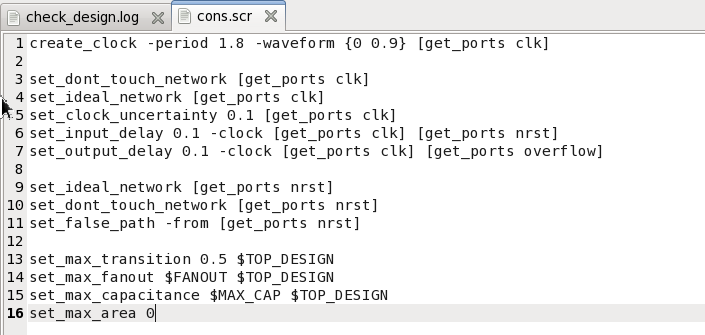 check_design.log
cons.scr
1 create_clock -period 1.8 -waveform {0 0.9} [get_ports clk]
2
3 set_dont_touch_network [get_ports clk]
4 set_ideal_network [get_ports clk]
5 set_clock_uncertainty 0.1 [get_ports clk]
6 set_input_delay 0.1 -clock [get_ports clk] [get_ports nrst]
7 set_output_delay 0.1 -clock [get_ports clk] [get_ports overflow]
8
9 set_ideal_network [get_ports nrst]
10 set_dont_touch_network [get_ports nrst]
11 set_false_path -from [get_ports nrst]
12
13 set_max_transition 0.5 $TOP_DESIGN
14 set_max_fanout $FANOUT $TOP_DESIGN
15 set_max_capacitance $MAX_CAP $TOP_DESIGN
16 set_max_area 0